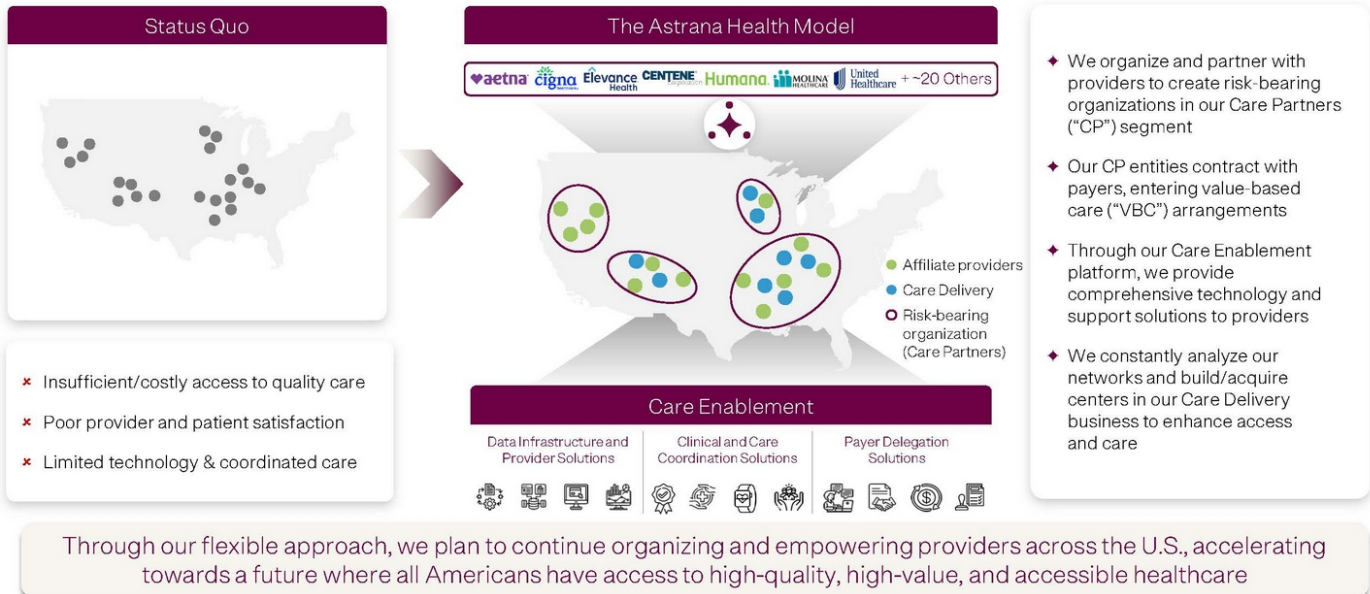 Status Quo
✘ Insufficient/costly access to quality care
✘ Poor provider and patient satisfaction
✘ Limited technology & coordinated care
The Astrana Health Model
aetna cigna Elevance Health CENTENE Corporation Humana MOLINA HEALTHCARE United Healthcare + ~20 Others
Affiliate providers
Care Delivery
Risk-bearing
organization
(Care Partners)
Care Enablement
Data Infrastructure and
Provider Solutions
Clinical and Care
Coordination Solutions
Payer Delegation
Solutions
We organize and partner with
providers to create risk-bearing
organizations in our Care Partners
(“CP”) segment
Our CP entities contract with
payers, entering value-based
care (“VBC”) arrangements
Through our Care Enablement
platform, we provide
comprehensive technology and
support solutions to providers
We constantly analyze our
networks and build/acquire
centers in our Care Delivery
business to enhance access
and care
Through our flexible approach, we plan to continue organizing and empowering providers across the U.S., accelerating
towards a future where all Americans have access to high-quality, high-value, and accessible healthcare